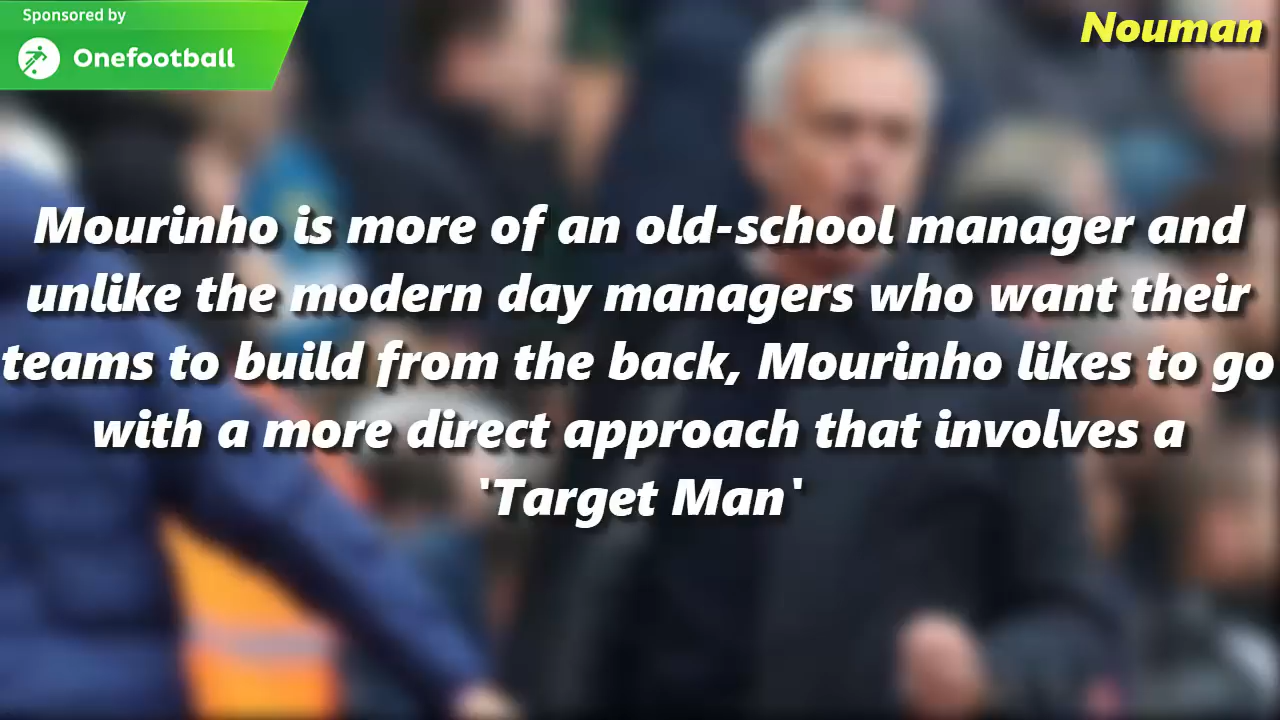 Sponsored by
Onefootball
Nouman
Mourinho is more of an old-school manager and
unlike the modern day managers who want their
teams to build from the back, Mourinho likes to go
with a more direct approach that involves a
'Target Man'